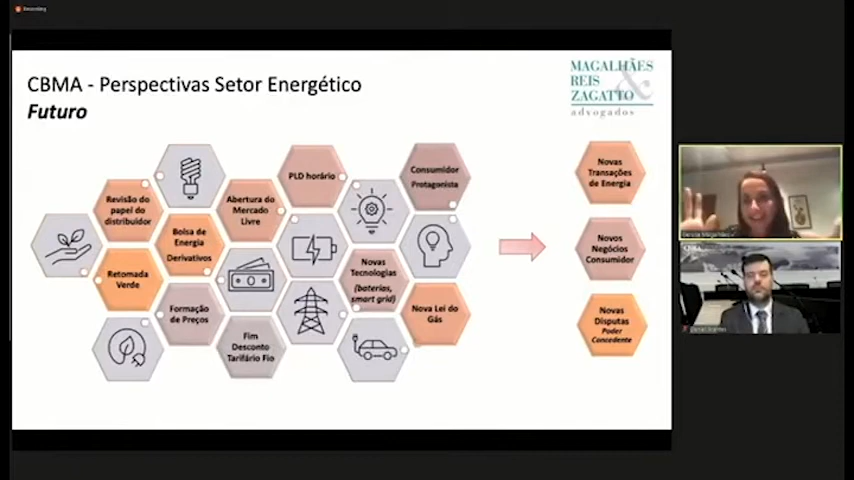 Recording
CBMA - Perspectivas Setor Energético
Futuro
MAGALHÃES
REIS
&
ZAGATTO
advogados
PLD horário
Consumidor
Protagonista
Revisão do
papel do
distribuidor
Abertura do
Mercado
Livre
Bolsa de
Energia
Derivativos
Retomada
Verde
Novas
Tecnologias
(baterias,
smart grid)
Formação
de Preços
Nova Lei do
Gás
Fim
Desconto
Tarifário Fio
Novas
Transações
de Energia
Novos
Negócios
Consumidor
Novas
Disputas
Poder
Concedente
CBMA